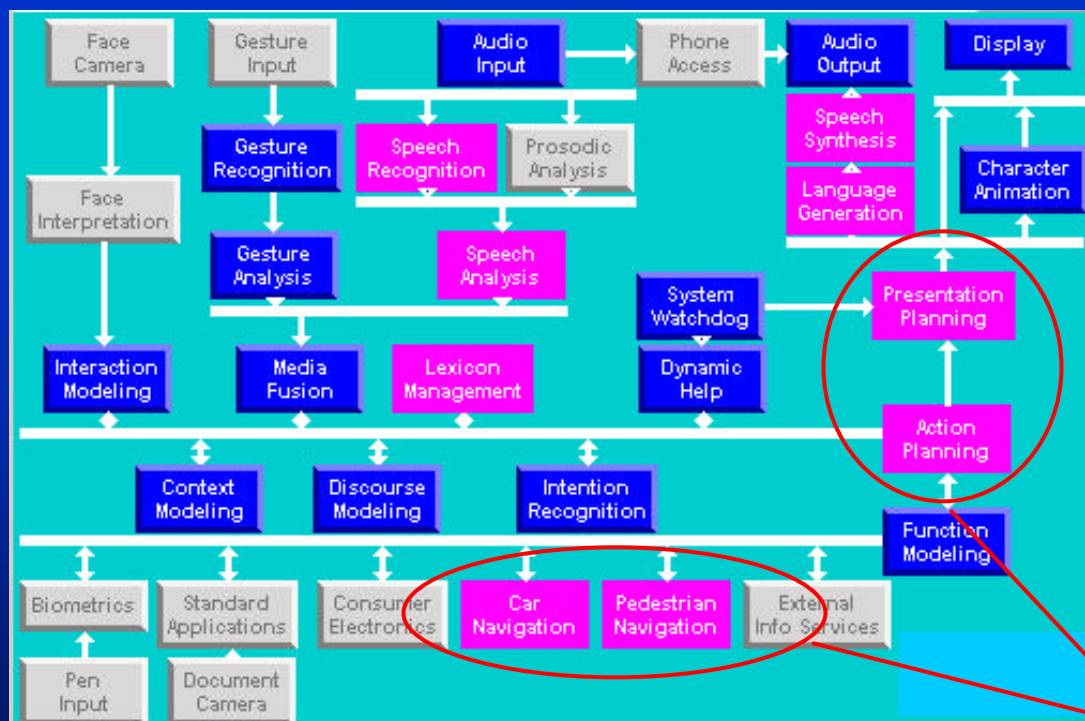 Face
Camera
Gesture
Input
Audio
Input
Phone
Access
Audio
Output
Display
Gesture
Recognition
Speech
Recognition
Prosodic
Analysis
Speech
Synthesis
Character
Animation
Face
Interpretation
Language
Generation
Gesture
Analysis
Speech
Analysis
System
Watchdog
Presentation
Planning
Interaction
Modeling
Media
Fusion
Lexicon
Management
Dynamic
Help
Action
Planning
Context
Modeling
Discourse
Modeling
Intention
Recognition
Function
Modeling
Biometrics
Standard
Applications
Consumer
Electronics
Car
Navigation
Pedestrian
Navigation
External
Info Services
Pen
Input
Document
Camera